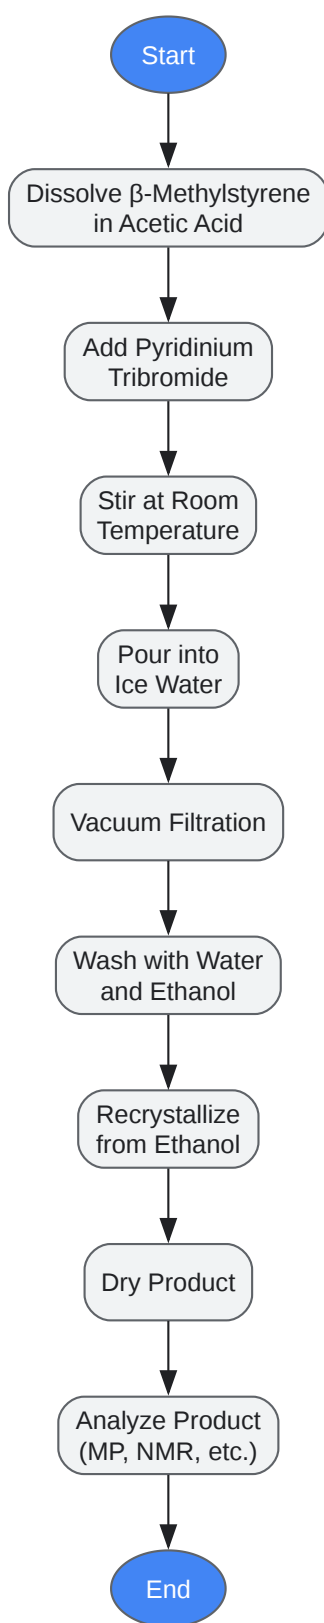 Start
Dissolve β-Methylstyrene
in Acetic Acid
Add Pyridinium
Tribromide
Stir at Room
Temperature
Pour into
Ice Water
Vacuum Filtration
Wash with Water
and Ethanol
Recrystallize
from Ethanol
Dry Product
Analyze Product
(MP, NMR, etc.)
End